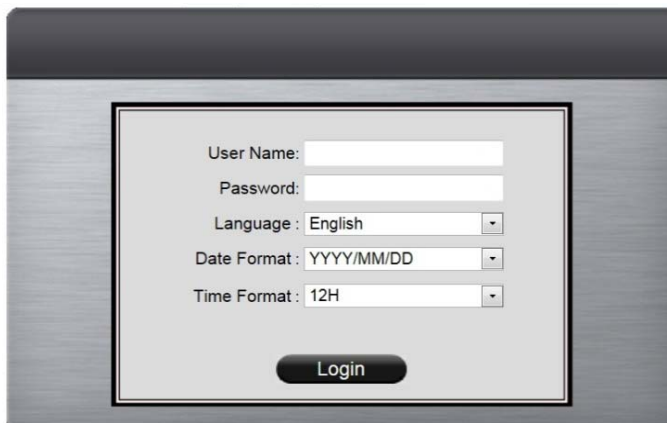 User Name:
Password:
Language : English
Date Format : YYYY/MM/DD
Time Format : 12H
Login